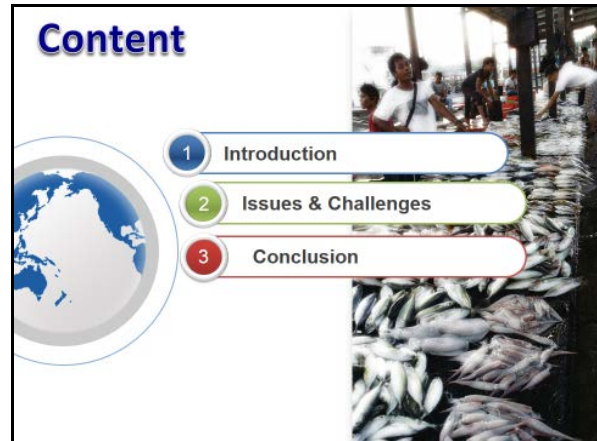 Content
1 Introduction
2 Issues & Challenges
3 Conclusion